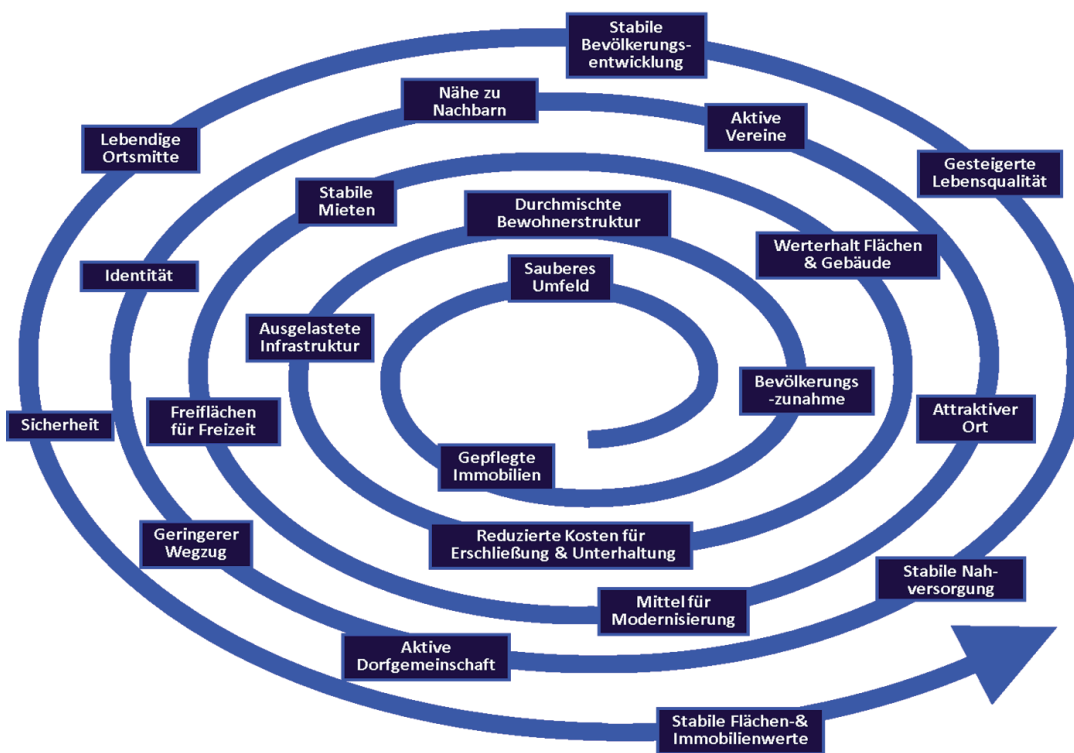 Stabile
Bevölkerungs-
entwicklung
Nähe zu
Nachbarn
Aktive
Vereine
Lebendige
Ortsmitte
Gesteigerte
Lebensqualität
Stabile
Mieten
Durchmischte
Bewohnerstruktur
Werterhalt Flächen
& Gebäude
Identität
Sauberes
Umfeld
Ausgelastete
Infrastruktur
Bevölkerungs
-zunahme
Sicherheit
Freiflächen
für Freizeit
Attraktiver
Ort
Gepflegte
Immobilien
Geringerer
Wegzug
Reduzierte Kosten für
Erschließung & Unterhaltung
Stabile Nah-
versorgung
Mittel für
Modernisierung
Aktive
Dorfgemeinschaft
Stabile Flächen-&
Immobilienwerte